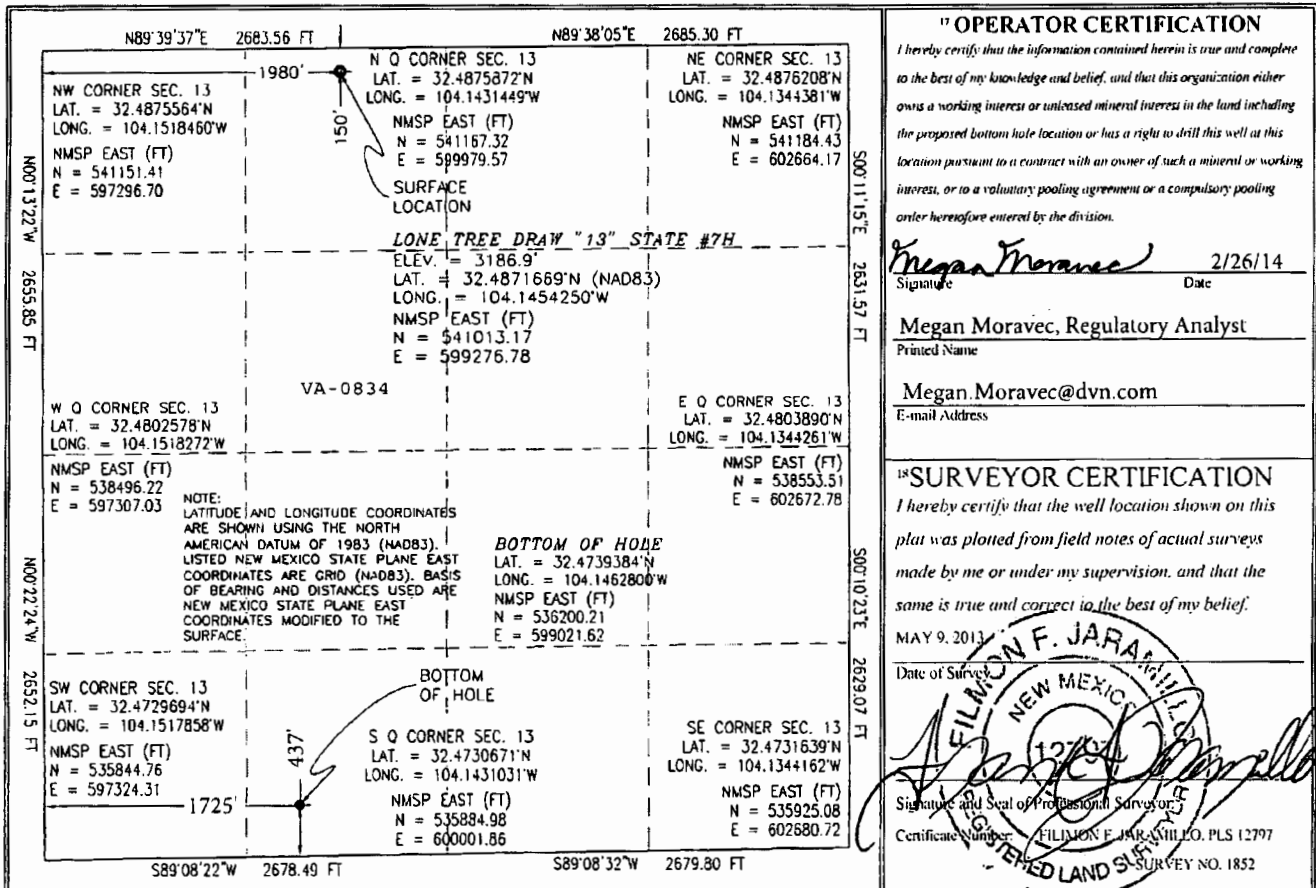 N89°39'37"E 2683.56 FT
N89°38'05"E 2685.30 FT
1980'
150'
NW CORNER SEC. 13
LAT. = 32.4875564°N
LONG. = 104.1518460°W
NMSP EAST (FT)
N = 541151.41
E = 597296.70
N Q CORNER SEC. 13
LAT. = 32.4875872°N
LONG. = 104.1431449°W
NMSP EAST (FT)
N = 541167.32
E = 599979.57
NE CORNER SEC. 13
LAT. = 32.4876208°N
LONG. = 104.1344381°W
NMSP EAST (FT)
N = 541184.43
E = 602664.17
SURFACE
LOCATION
N00°13'22"W 2655.85 FT
S00°11'15"E 2631.57 FT
LONE TREE DRAW "13" STATE #7H
ELEV. = 3186.9'
LAT. = 32.4871669°N (NAD83)
LONG. = 104.1454250°W
NMSP EAST (FT)
N = 541013.17
E = 599276.78
VA-0834
W Q CORNER SEC. 13
LAT. = 32.4802578°N
LONG. = 104.1518272°W
NMSP EAST (FT)
N = 538496.22
E = 597307.03
E Q CORNER SEC. 13
LAT. = 32.4803890°N
LONG. = 104.1344261°W
NMSP EAST (FT)
N = 538553.51
E = 602672.78
NOTE:
LATITUDE AND LONGITUDE COORDINATES
ARE SHOWN USING THE NORTH
AMERICAN DATUM OF 1983 (NAD83).
LISTED NEW MEXICO STATE PLANE EAST
COORDINATES ARE GRID (NAD83). BASIS
OF BEARING AND DISTANCES USED ARE
NEW MEXICO STATE PLANE EAST
COORDINATES MODIFIED TO THE
SURFACE.
BOTTOM OF HOLE
LAT. = 32.4739384°N
LONG. = 104.1462800°W
NMSP EAST (FT)
N = 536200.21
E = 599021.62
N00°22'24"W 2652.15 FT
S00°10'23"E 2629.07 FT
SW CORNER SEC. 13
LAT. = 32.4729694°N
LONG. = 104.1517858°W
NMSP EAST (FT)
N = 535844.76
E = 597324.31
BOTTOM
OF HOLE
437'
1725'
S Q CORNER SEC. 13
LAT. = 32.4730671°N
LONG. = 104.1431031°W
NMSP EAST (FT)
N = 535884.98
E = 600001.86
SE CORNER SEC. 13
LAT. = 32.4731639°N
LONG. = 104.1344162°W
NMSP EAST (FT)
N = 535925.08
E = 602680.72
S89°08'22"W 2678.49 FT
S89°08'32"W 2679.80 FT
17 OPERATOR CERTIFICATION
I hereby certify that the information contained herein is true and complete
to the best of my knowledge and belief, and that this organization either
owns a working interest or unleased mineral interest in the land including
the proposed bottom hole location or has a right to drill this well at this
location pursuant to a contract with an owner of such a mineral or working
interest, or to a voluntary pooling agreement or a compulsory pooling
order heretofore entered by the division.
Megan Moravec 2/26/14
Signature Date
Megan Moravec, Regulatory Analyst
Printed Name
Megan.Moravec@dvn.com
E-mail Address
18 SURVEYOR CERTIFICATION
I hereby certify that the well location shown on this
plat was plotted from field notes of actual surveys
made by me or under my supervision, and that the
same is true and correct to the best of my belief.
MAY 9, 2013
Date of Survey
FILIMON F. JARAMILLO
NEW MEXICO
12797
REGISTERED LAND SURVEYOR
Signature and Seal of Professional Surveyor:
Certificate Number: FILIMON F. JARAMILLO, PLS 12797
SURVEY NO. 1852